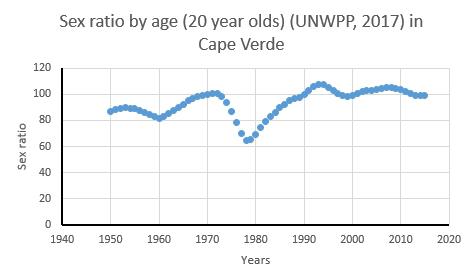 Sex ratio by age (20 year olds) (UNWPP, 2017) in
Cape Verde
120
100
80
60
40
20
0
Sex ratio
1940 1950 1960 1970 1980 1990 2000 2010 2020
Years